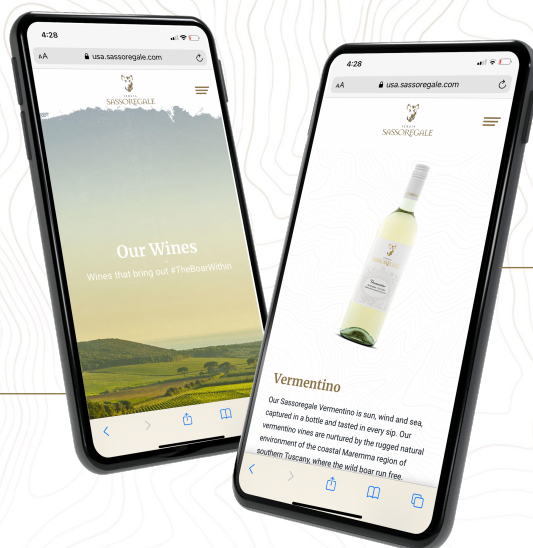 4:28
AA usa.sassoregale.com
TENUTA
SASSOREGALE
Our Wines
Wines that bring out #TheBoarWithin
4:28
AA usa.sassoregale.com
TENUTA
SASSOREGALE
SASSOREGALE
Vermentino
Vermentino
Our Sassoregale Vermentino is sun, wind and sea,
captured in a bottle and tasted in every sip. Our
vermentino vines are nurtured by the rugged natural
environment of the coastal Maremma region of
southern Tuscany, where the wild boar run free.